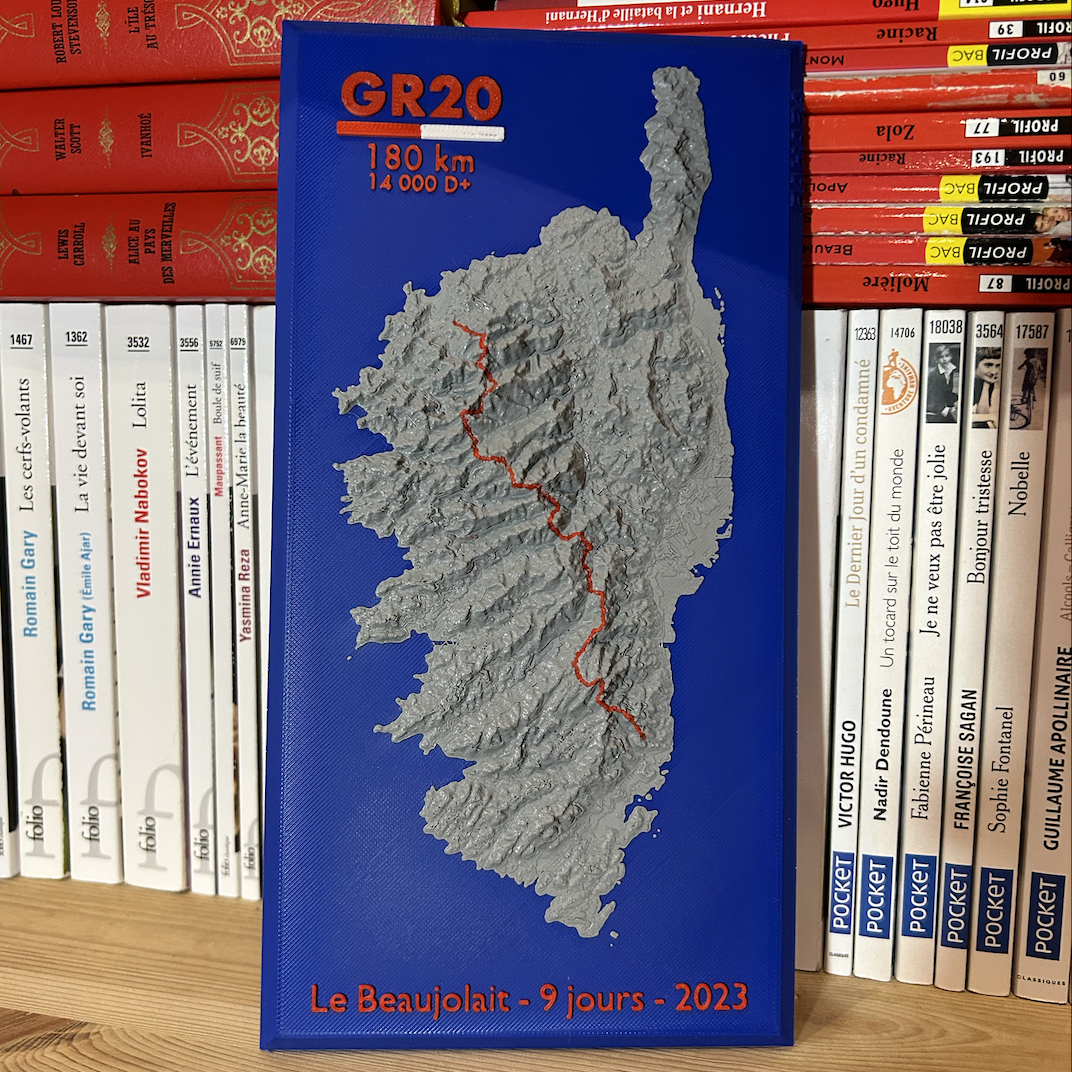 GR20
180 km
14 000 D+
Le Beaujolait - 9 jours - 2023
ROBERT LOUIS
STEVENSON
L'ÎLE
AU TRÉSOR
WALTER
SCOTT
IVANHOÉ
LEWIS
CARROLL
ALICE AU
PAYS
DES MERVEILLES
1467
Les cerfs-volants
Romain Gary
folio
1362
La vie devant soi
Romain Gary (Émile Ajar)
folio
3532
Lolita
Vladimir Nabokov
folio
3556
L'événement
Annie Ernaux
folio
5752
Boule de suif
Maupassant
folio
6979
Anne-Marie la beauté
Yasmina Reza
folio
Hernani et la bataille d'Hernani
Hugo
Racine
39
PROFIL
BAC
PROFIL
60
Zola
77
PROFIL
Racine
193
PROFIL
BAC
PROFIL
BAC
PROFIL
BEAUM
BAC
PROFIL
Molière
87
PROFIL
12363
Le Dernier Jour d'un condamné
VICTOR HUGO
POCKET
CLASSIQUES
14706
Un tocard sur le toit du monde
Nadir Dendoune
POCKET
18038
Je ne veux pas être jolie
Fabienne Périneau
POCKET
3564
Bonjour tristesse
FRANÇOISE SAGAN
POCKET
17587
Nobelle
Sophie Fontanel
POCKET
GUILLAUME APOLLINAIRE
POCKET
CLASSIQUES